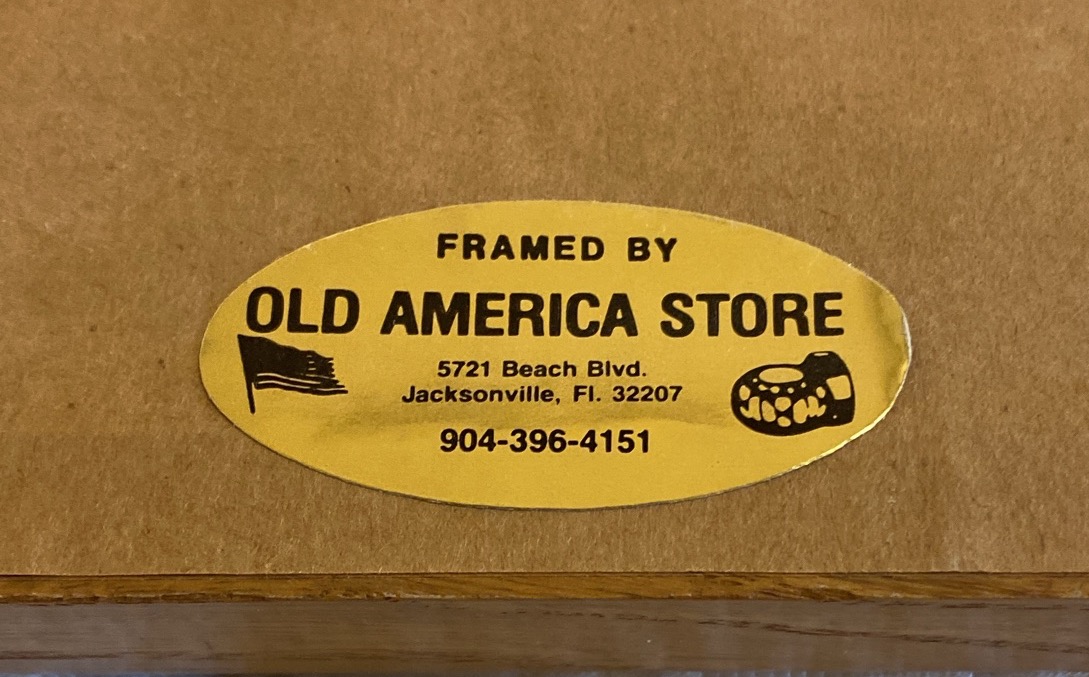 FRAMED BY
OLD AMERICA STORE
5721 Beach Blvd.
Jacksonville, Fl. 32207
904-396-4151